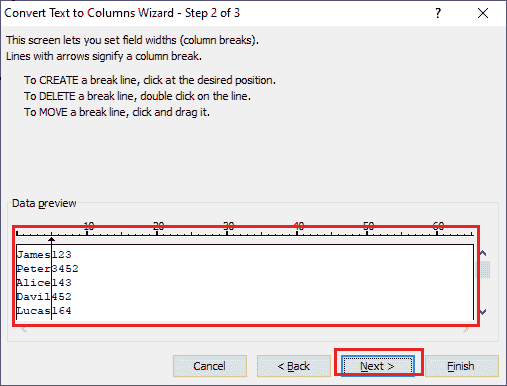 Convert Text to Columns Wizard - Step 2 of 3
?
This screen lets you set field widths (column breaks).
Lines with arrows signify a column break.
To CREATE a break line, click at the desired position.
To DELETE a break line, double click on the line.
To MOVE a break line, click and drag it.
Data preview
10 20 30 40 50 60
James123
Peter3452
Alice143
Davil452
Lucas164
Cancel < Back Next > Finish